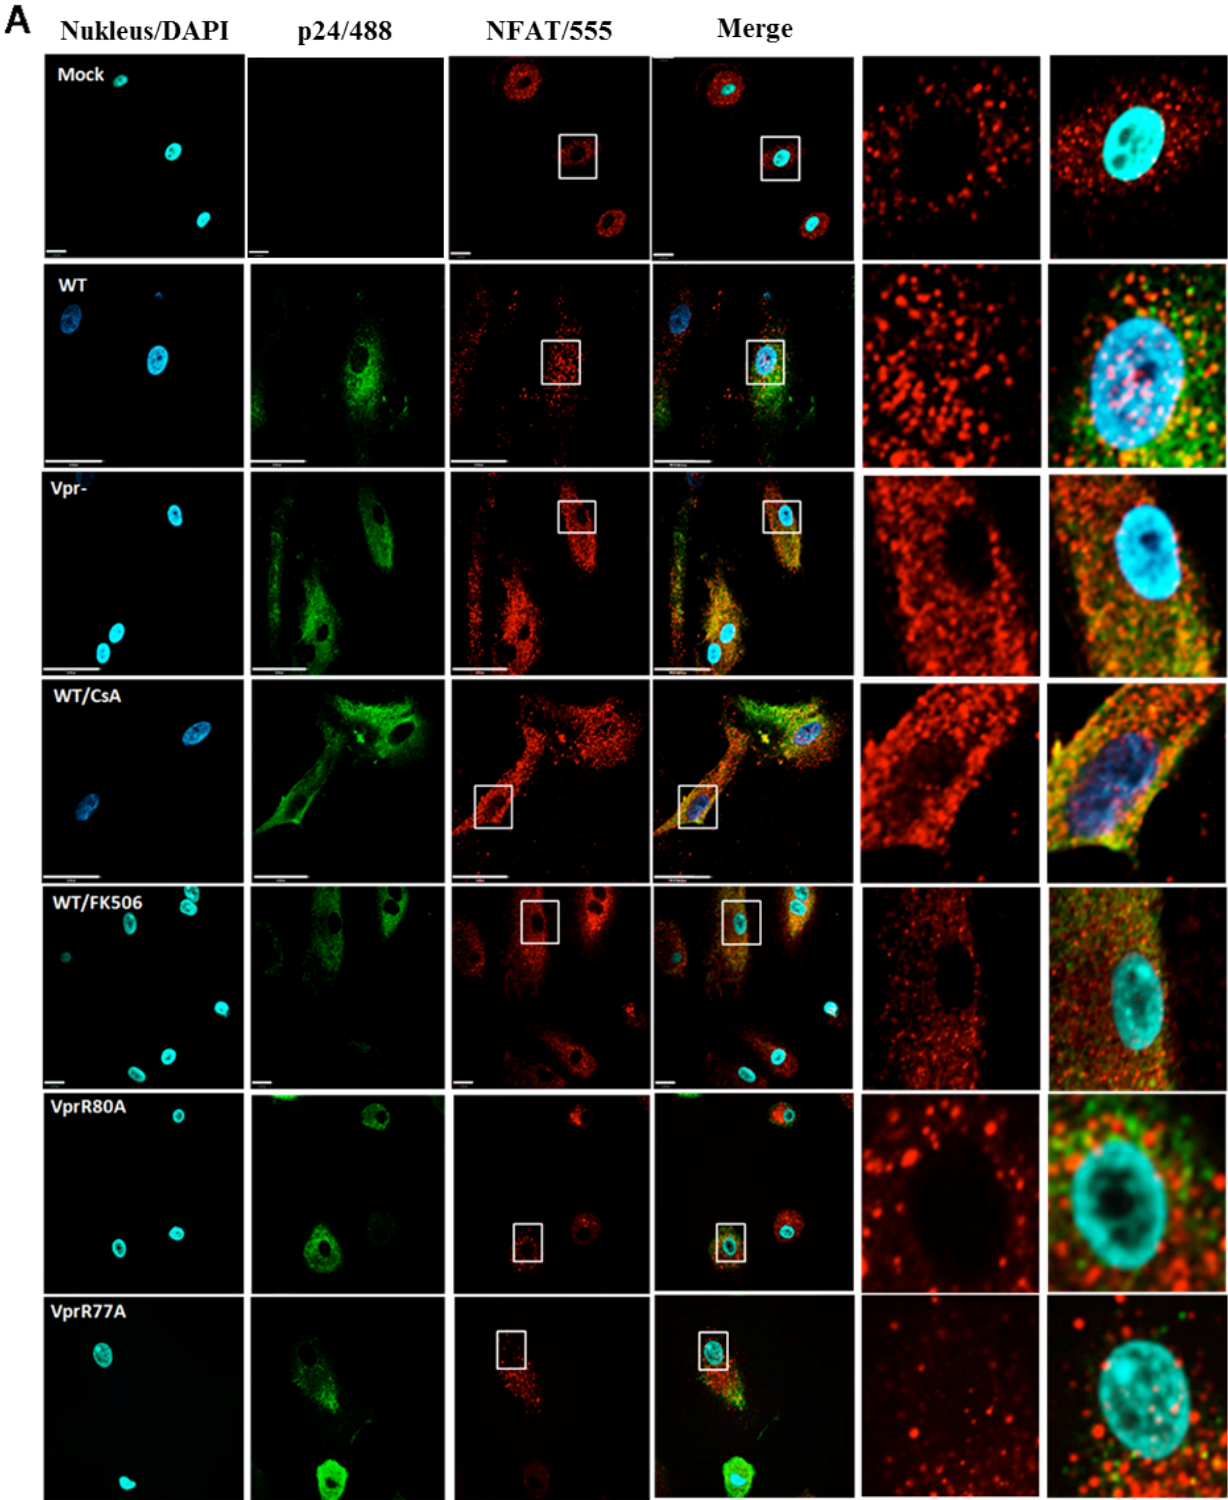 A
Nukleus/DAPI p24/488 NFAT/555 Merge
Mock
WT
Vpr-
WT/CsA
WT/FK506
VprR80A
VprR77A